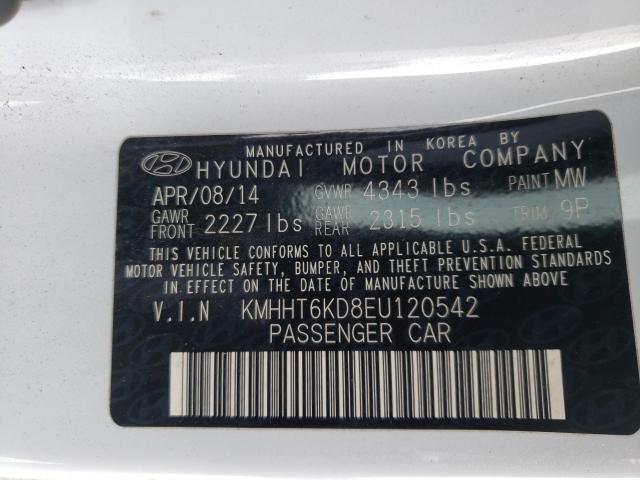 MANUFACTURED IN KOREA BY
HYUNDAI MOTOR COMPANY
APR/08/14 GVWR 4343 lbs PAINT MW
GAWR FRONT 2227 lbs GAWR REAR 2315 lbs TRIM 9P
THIS VEHICLE CONFORMS TO ALL APPLICABLE U.S.A. FEDERAL
MOTOR VEHICLE SAFETY, BUMPER, AND THEFT PREVENTION STANDARDS
IN EFFECT ON THE DATE OF MANUFACTURE SHOWN ABOVE
V.I.N KMHHT6KD8EU120542
PASSENGER CAR